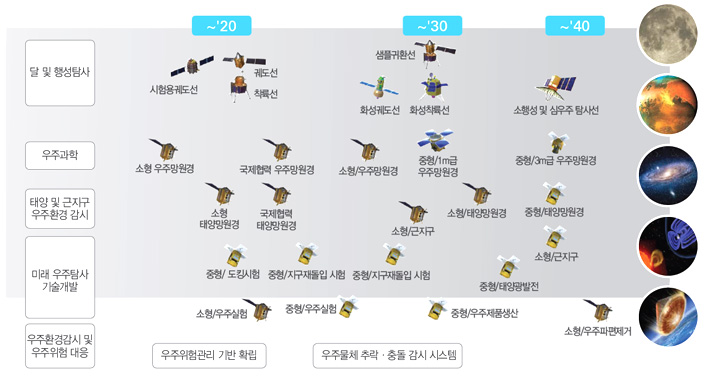 ~'20
~'30
~'40
달 및 행성탐사
시험용궤도선
궤도선
착륙선
샘플귀환선
화성궤도선
화성착륙선
소행성 및 심우주 탐사선
우주과학
소형 우주망원경
국제협력 우주망원경
소형/우주망원경
중형/1m급
우주망원경
중형/3m급 우주망원경
태양 및 근지구
우주환경 감시
소형
태양망원경
국제협력
태양망원경
소형/근지구
소형/태양망원경
중형/태양망원경
소형/근지구
미래 우주탐사
기술개발
중형/ 도킹시험
중형/지구재돌입 시험
중형/지구재돌입 시험
중형/태양광발전
소형/우주실험
중형/우주실험
중형/우주제품생산
소형/우주파편제거
우주환경감시 및
우주위험 대응
우주위험관리 기반 확립
우주물체 추락 · 충돌 감시 시스템